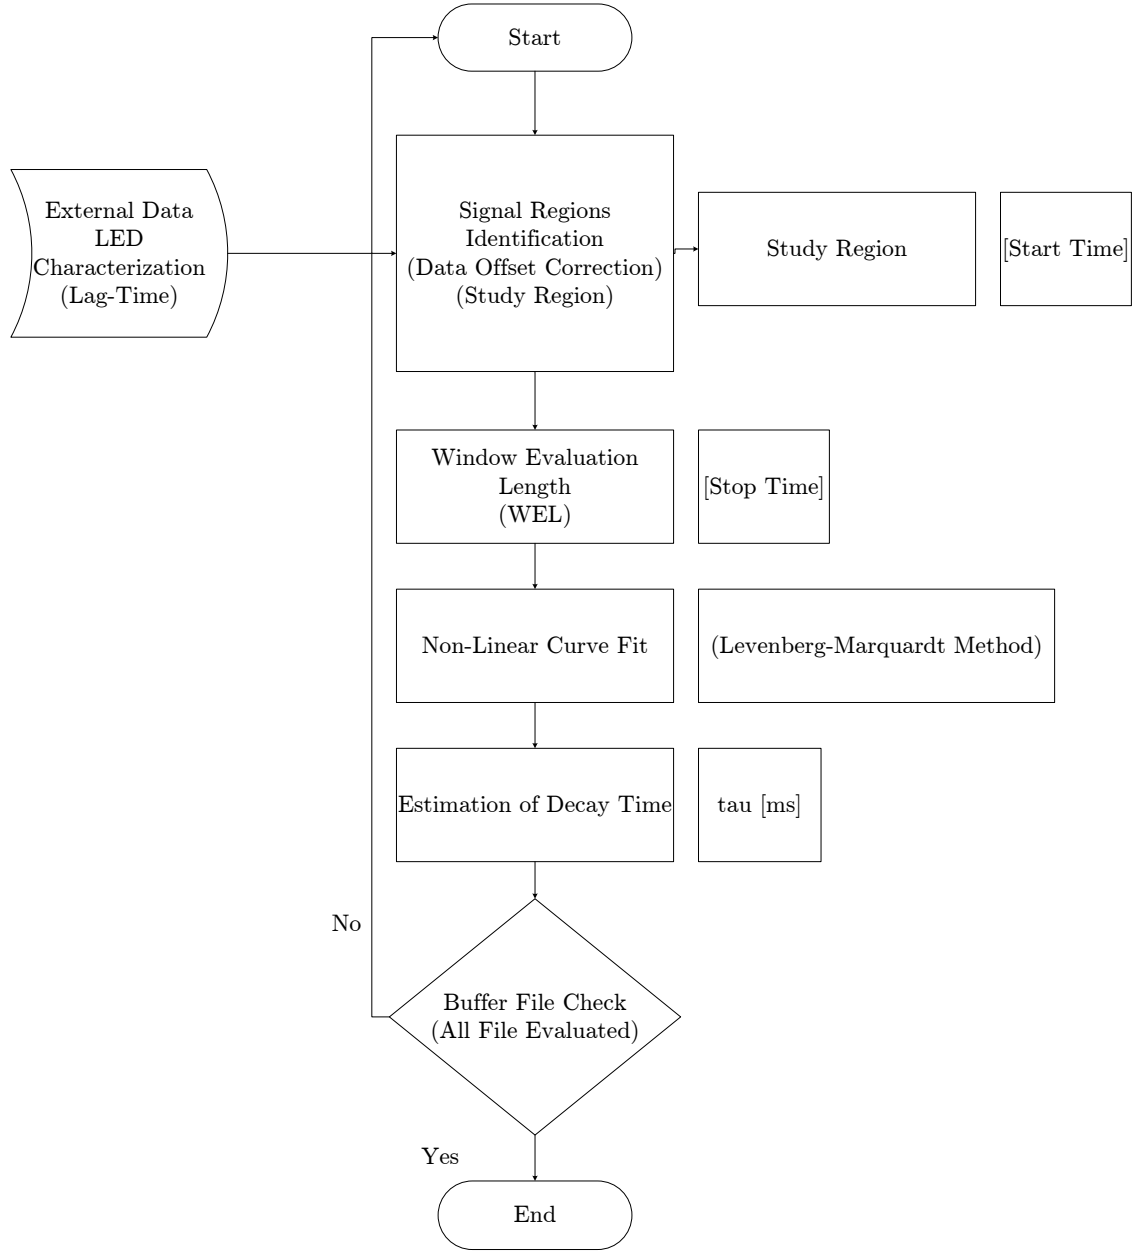 Start
External Data
LED
Characterization
(Lag-Time)
Signal Regions
Identification
(Data Offset Correction)
(Study Region)
Study Region
[Start Time]
Window Evaluation
Length
(WEL)
[Stop Time]
Non-Linear Curve Fit
(Levenberg-Marquardt Method)
Estimation of Decay Time
tau [ms]
No
Buffer File Check
(All File Evaluated)
Yes
End